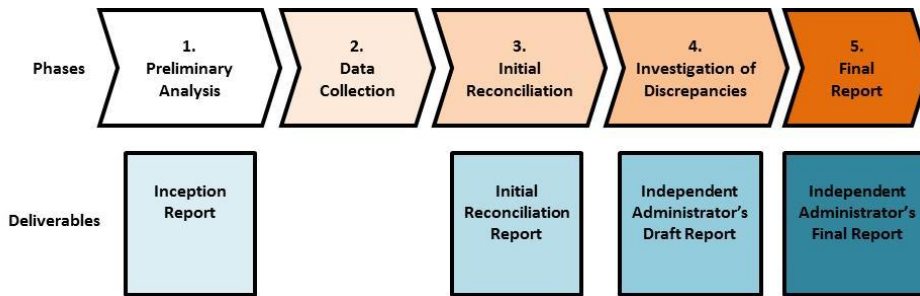 Phases
1.
Preliminary
Analysis
2.
Data
Collection
3.
Initial
Reconciliation
4.
Investigation of
Discrepancies
5.
Final
Report
Deliverables
Inception
Report
Initial
Reconciliation
Report
Independent
Administrator's
Draft Report
Independent
Administrator's
Final Report